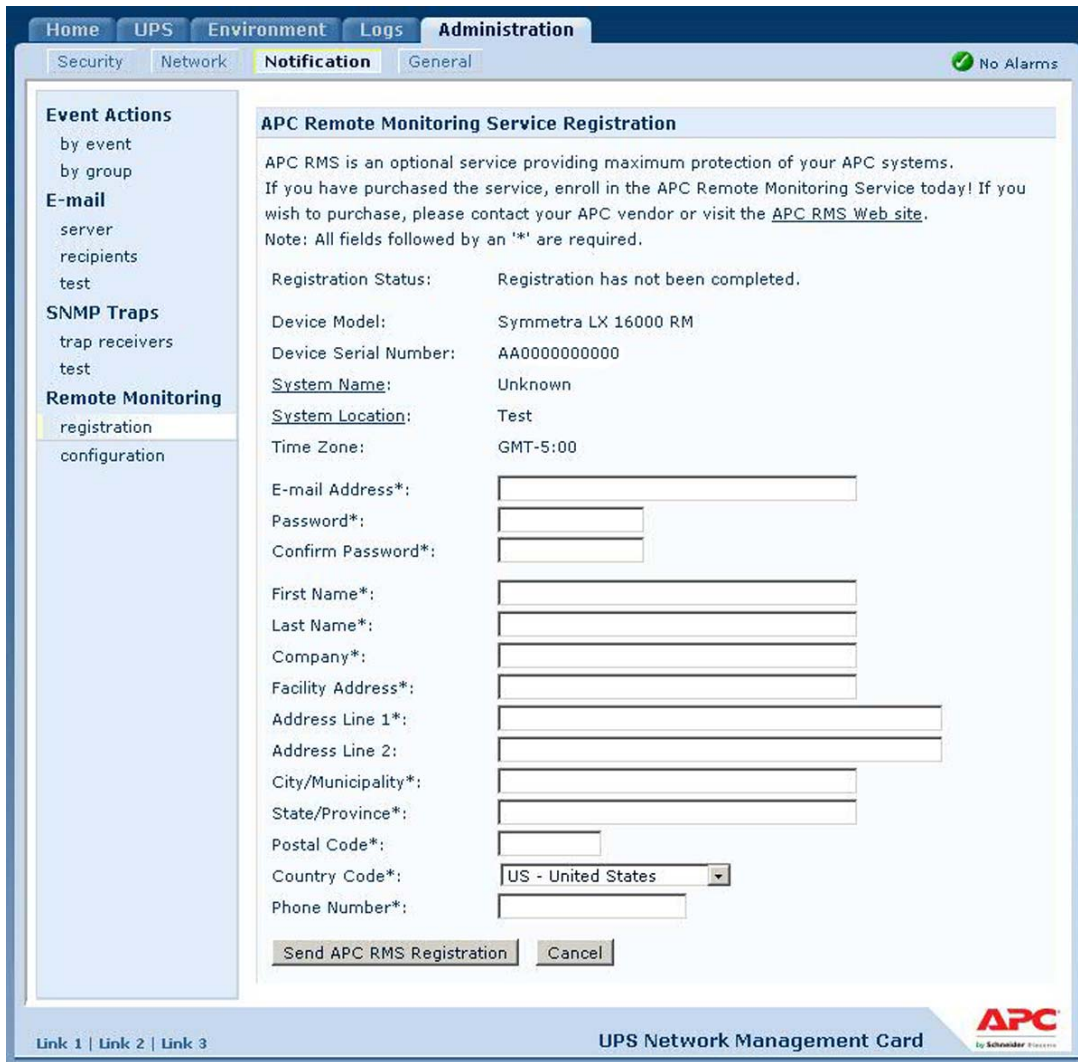 Home UPS Environment Logs Administration
Security Network Notification General No Alarms
Event Actions
by event
by group
E-mail
server
recipients
test
SNMP Traps
trap receivers
test
Remote Monitoring
registration
configuration
APC Remote Monitoring Service Registration
APC RMS is an optional service providing maximum protection of your APC systems.
If you have purchased the service, enroll in the APC Remote Monitoring Service today! If you
wish to purchase, please contact your APC vendor or visit the APC RMS Web site.
Note: All fields followed by an '*' are required.
Registration Status: Registration has not been completed.
Device Model: Symmetra LX 16000 RM
Device Serial Number: AA0000000000
System Name: Unknown
System Location: Test
Time Zone: GMT-5:00
E-mail Address*:
Password*:
Confirm Password*:
First Name*:
Last Name*:
Company*:
Facility Address*:
Address Line 1*:
Address Line 2:
City/Municipality*:
State/Province*:
Postal Code*:
Country Code*: US - United States
Phone Number*:
Send APC RMS Registration Cancel
Link 1 | Link 2 | Link 3
UPS Network Management Card
APC
by Schneider Electric